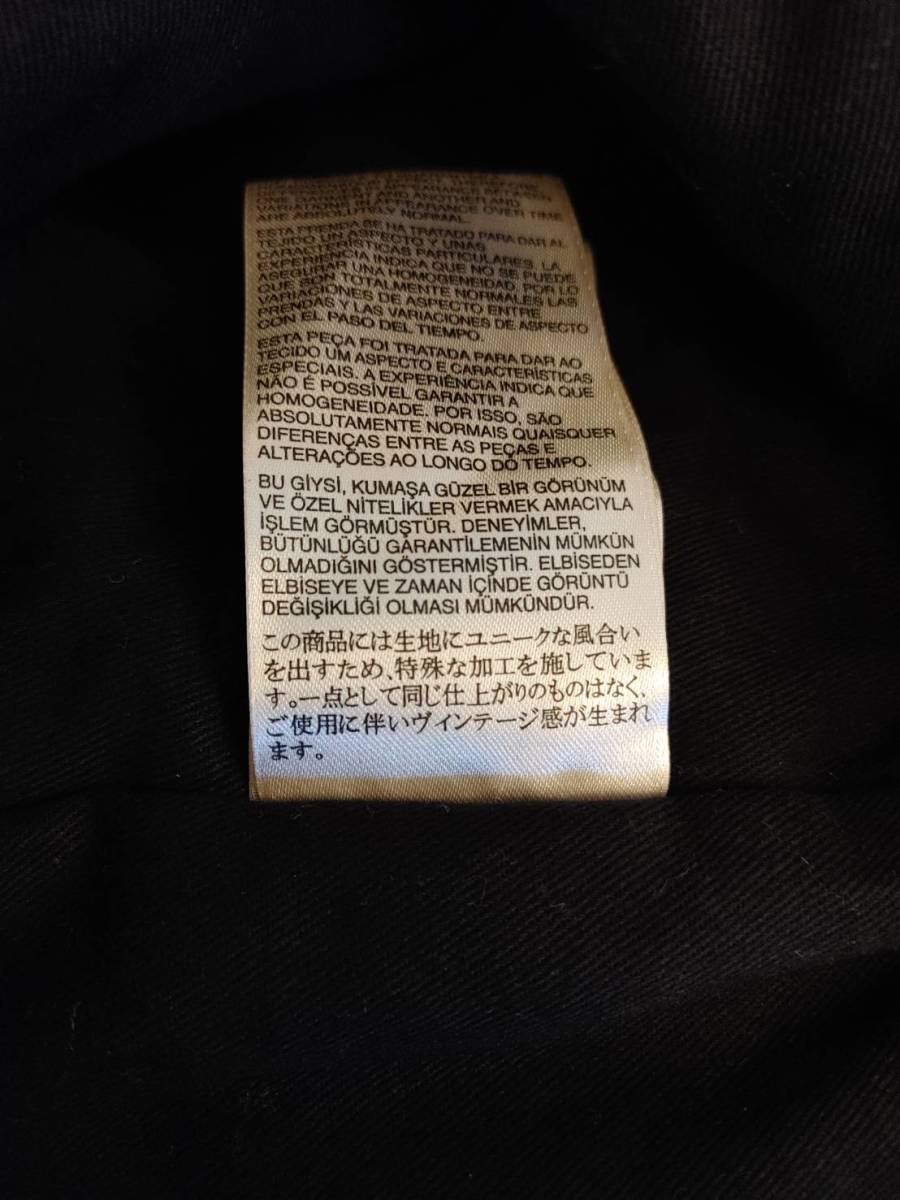 ONE GARMENT AND ANOTHER AND
VARIATIONS IN APPEARANCE OVER TIME
ARE ABSOLUTELY NORMAL.
ESTA PRENDA SE HA TRATADO PARA DAR AL
TEJIDO UN ASPECTO Y UNAS
CARACTERÍSTICAS PARTICULARES. LA
EXPERIENCIA INDICA QUE NO SE PUEDE
ASEGURAR UNA HOMOGENEIDAD. POR LO
QUE SON TOTALMENTE NORMALES LAS
VARIACIONES DE ASPECTO ENTRE
PRENDAS Y LAS VARIACIONES DE ASPECTO
CON EL PASO DEL TIEMPO.
ESTA PEÇA FOI TRATADA PARA DAR AO
TECIDO UM ASPECTO E CARACTERÍSTICAS
ESPECIAIS. A EXPERIÊNCIA INDICA QUE
NÃO É POSSÍVEL GARANTIR A
HOMOGENEIDADE. POR ISSO, SÃO
ABSOLUTAMENTE NORMAIS QUAISQUER
DIFERENÇAS ENTRE AS PEÇAS E
ALTERAÇÕES AO LONGO DO TEMPO.
BU GİYSİ, KUMAŞA GÜZEL BİR GÖRÜNÜM
VE ÖZEL NİTELİKLER VERMEK AMACIYLA
İŞLEM GÖRMÜŞTÜR. DENEYİMLER,
BÜTÜNLÜĞÜ GARANTİLEMENİN MÜMKÜN
OLMADIĞINI GÖSTERMİŞTİR. ELBİSEDEN
ELBİSEYE VE ZAMAN İÇİNDE GÖRÜNTÜ
DEĞİŞİKLİĞİ OLMASI MÜMKÜNDÜR.
この商品には生地にユニークな風合い
を出すため、特殊な加工を施していま
す。一点として同じ仕上がりのものはなく、
ご使用に伴いヴィンテージ感が生まれ
ます。